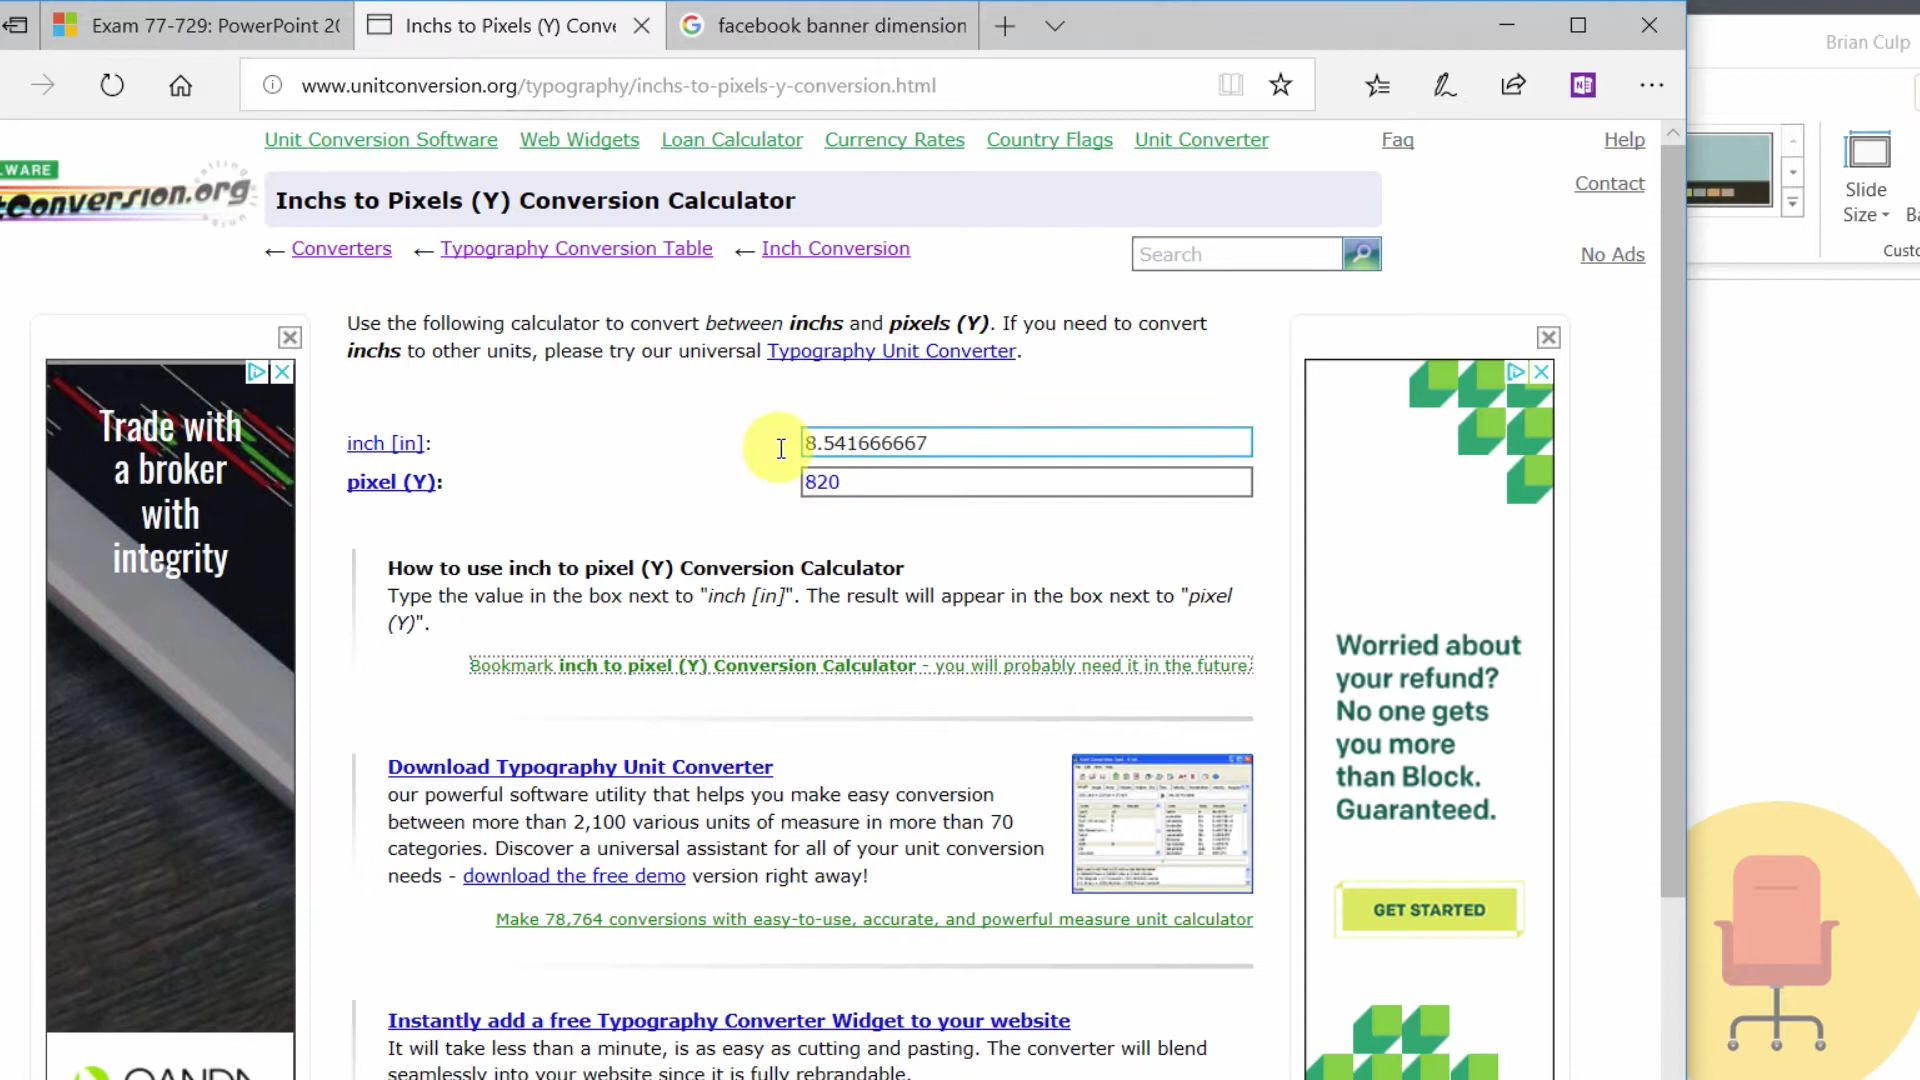 Exam 77-729: PowerPoint 20
Inchs to Pixels (Y) Conve
facebook banner dimension
Brian Culp
www.unitconversion.org/typography/inchs-to-pixels-y-conversion.html
Unit Conversion Software Web Widgets Loan Calculator Currency Rates Country Flags Unit Converter Faq Help
LWARE
tConversion.org
Inchs to Pixels (Y) Conversion Calculator
Contact
← Converters ← Typography Conversion Table ← Inch Conversion
Search
No Ads
Slide
Size
Ba
Custo
Use the following calculator to convert between inchs and pixels (Y). If you need to convert
inchs to other units, please try our universal Typography Unit Converter.
inch [in]: 8.541666667
pixel (Y): 820
How to use inch to pixel (Y) Conversion Calculator
Type the value in the box next to "inch [in]". The result will appear in the box next to "pixel
(Y)".
Bookmark inch to pixel (Y) Conversion Calculator - you will probably need it in the future.
Download Typography Unit Converter
our powerful software utility that helps you make easy conversion
between more than 2,100 various units of measure in more than 70
categories. Discover a universal assistant for all of your unit conversion
needs - download the free demo version right away!
Make 78,764 conversions with easy-to-use, accurate, and powerful measure unit calculator
Instantly add a free Typography Converter Widget to your website
It will take less than a minute, is as easy as cutting and pasting. The converter will blend
seamlessly into your website since it is fully rebrandable.
Trade with
a broker
with
integrity
OANDA
Worried about
your refund?
No one gets
you more
than Block.
Guaranteed.
GET STARTED